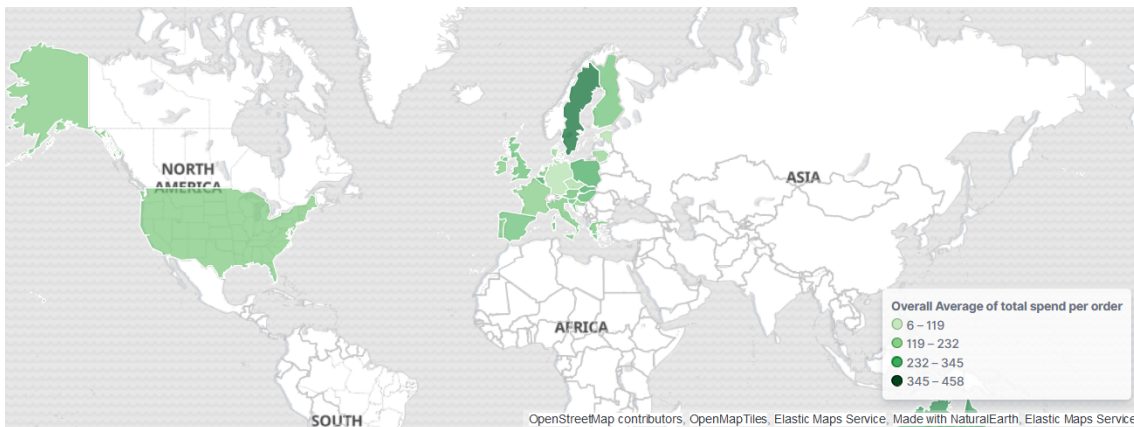 NORTH
AMERICA
ASIA
AFRICA
SOUTH
Overall Average of total spend per order
6 – 119
119 – 232
232 – 345
345 – 458
OpenStreetMap contributors, OpenMapTiles, Elastic Maps Service, Made with NaturalEarth, Elastic Maps Service